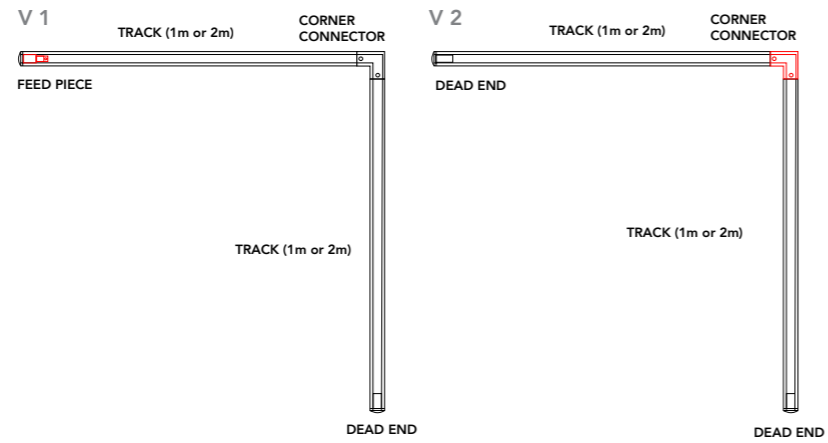 V 1
TRACK (1m or 2m)
CORNER
CONNECTOR
FEED PIECE
TRACK (1m or 2m)
DEAD END
V 2
TRACK (1m or 2m)
CORNER
CONNECTOR
DEAD END
TRACK (1m or 2m)
DEAD END